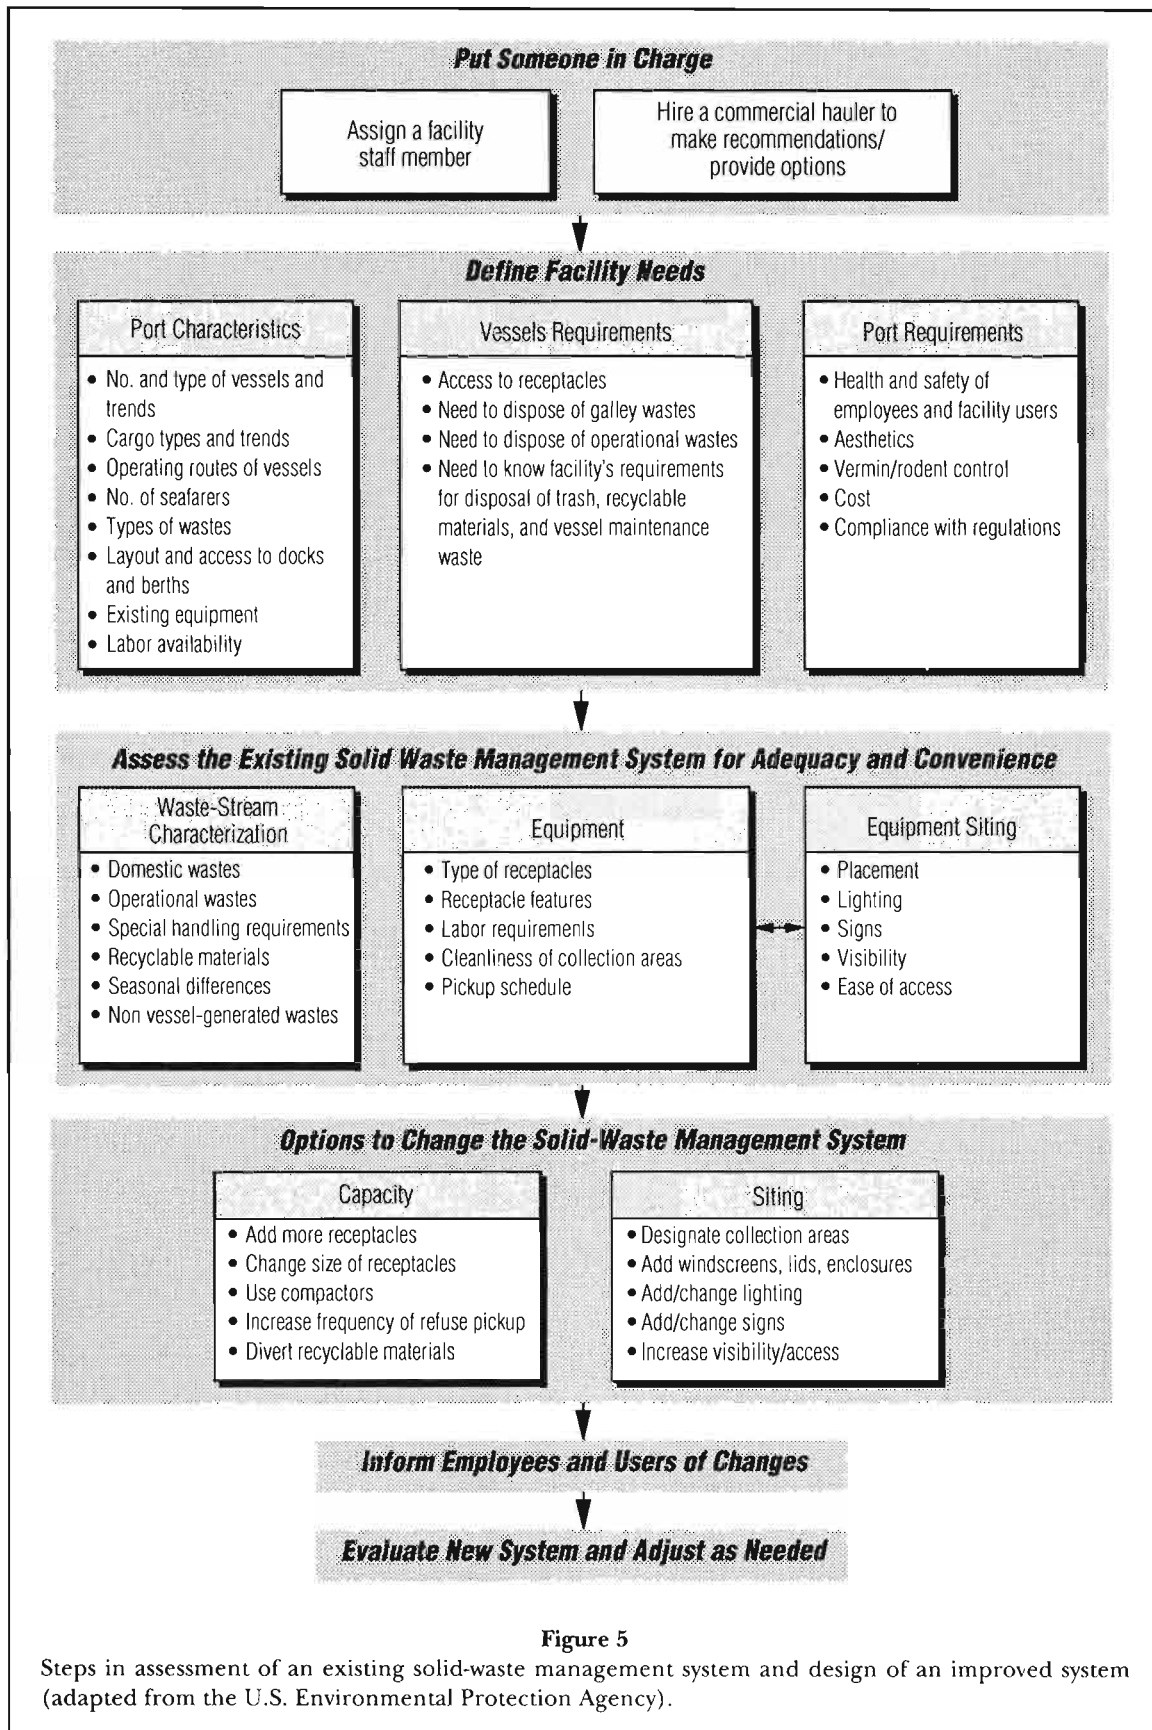 Put Someone in Charge
Assign a facility
staff member
Hire a commercial hauler to
make recommendations/
provide options
Define Facility Needs
Port Characteristics
• No. and type of vessels and
trends
• Cargo types and trends
• Operating routes of vessels
• No. of seafarers
• Types of wastes
• Layout and access to docks
and berths
• Existing equipment
• Labor availability
Vessels Requirements
• Access to receptacles
• Need to dispose of galley wastes
• Need to dispose of operational wastes
• Need to know facility's requirements
for disposal of trash, recyclable
materials, and vessel maintenance
waste
Port Requirements
• Health and safety of
employees and facility users
• Aesthetics
• Vermin/rodent control
• Cost
• Compliance with regulations
Assess the Existing Solid Waste Management System for Adequacy and Convenience
Waste-Stream
Characterization
• Domestic wastes
• Operational wastes
• Special handling requirements
• Recyclable materials
• Seasonal differences
• Non vessel-generated wastes
Equipment
• Type of receptacles
• Receptacle features
• Labor requirements
• Cleanliness of collection areas
• Pickup schedule
Equipment Siting
• Placement
• Lighting
• Signs
• Visibility
• Ease of access
Options to Change the Solid-Waste Management System
Capacity
• Add more receptacles
• Change size of receptacles
• Use compactors
• Increase frequency of refuse pickup
• Divert recyclable materials
Siting
• Designate collection areas
• Add windscreens, lids, enclosures
• Add/change lighting
• Add/change signs
• Increase visibility/access
Inform Employees and Users of Changes
Evaluate New System and Adjust as Needed
Figure 5
Steps in assessment of an existing solid-waste management system and design of an improved system
(adapted from the U.S. Environmental Protection Agency).